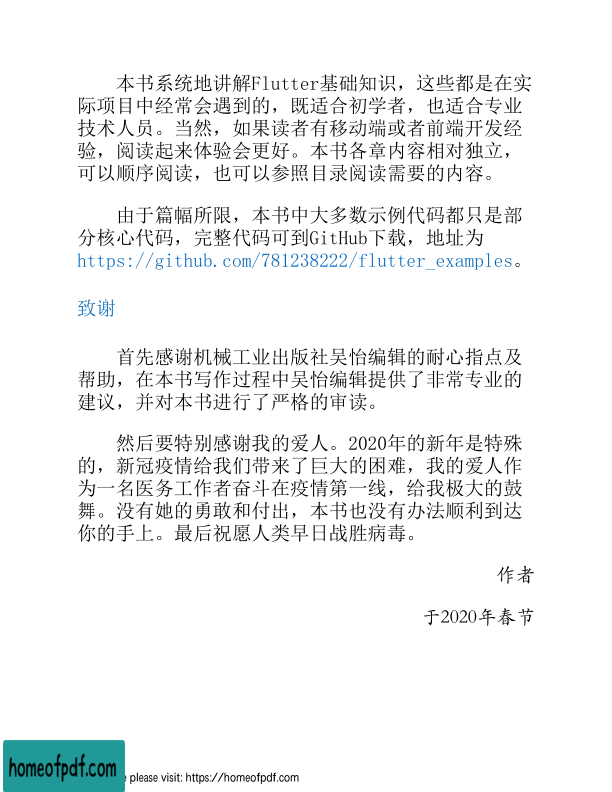 本书系统地讲解Flutter基础知识，这些都是在实
际项目中经常会遇到的，既适合初学者，也适合专业
技术人员。当然，如果读者有移动端或者前端开发经
验，阅读起来体验会更好。本书各章内容相对独立，
可以顺序阅读，也可以参照目录阅读需要的内容。
由于篇幅所限，本书中大多数示例代码都只是部
分核心代码，完整代码可到GitHub下载，地址为
https://github.com/781238222/flutter_examples。
致谢
首先感谢机械工业出版社吴怡编辑的耐心指点及
帮助，在本书写作过程中吴怡编辑提供了非常专业的
建议，并对本书进行了严格的审读。
然后要特别感谢我的爱人。2020年的新年是特殊
的，新冠疫情给我们带来了巨大的困难，我的爱人作
为一名医务工作者奋斗在疫情第一线，给我极大的鼓
舞。没有她的勇敢和付出，本书也没有办法顺利到达
你的手上。最后祝愿人类早日战胜病毒。
作者
于2020年春节
homeofpdf.com
please visit: https://homeofpdf.com